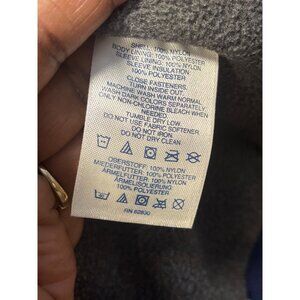 SHELL: 100% NYLON
BODY LINING: 100% POLYESTER
SLEEVE LINING: 100% NYLON
SLEEVE INSULATION
100% POLYESTER
CLOSE FASTENERS.
TURN INSIDE OUT.
MACHINE WASH WARM NORMAL.
WASH DARK COLORS SEPARATELY
ONLY NON-CHLORINE BLEACH WHEN
NEEDED.
TUMBLE DRY LOW.
DO NOT USE FABRIC SOFTENER
DO NOT IRON.
DO NOT DRY CLEAN
OBERSTOFF: 100% NYLON
MIEDERFUTTER: 100% POLYESTER
ÄRMELFUTTER: 100% NYLON
ÄRMELISOLIERUNG
100% POLYESTER